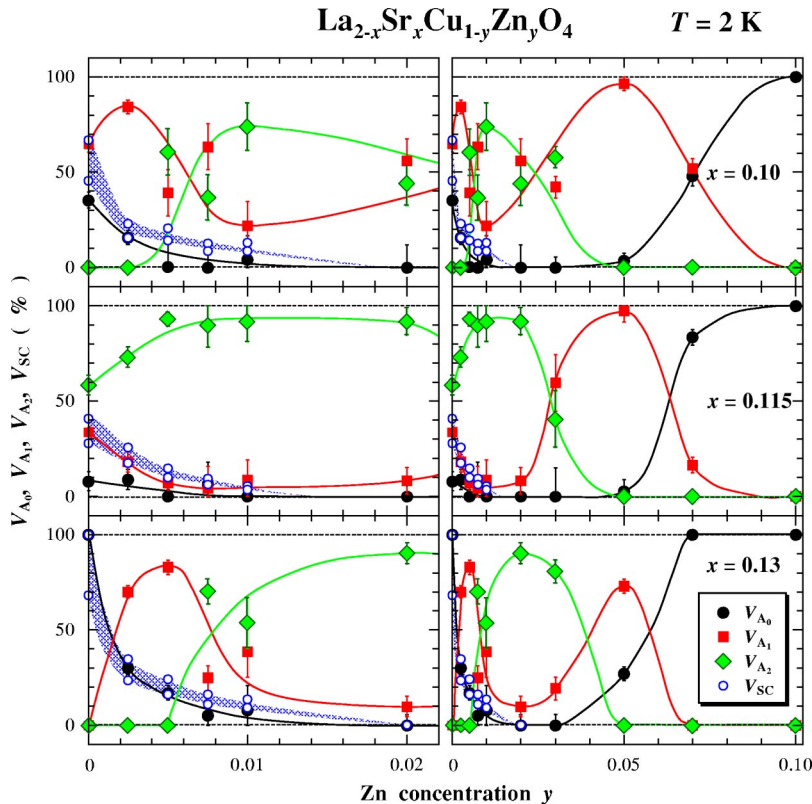 La2-xSrxCu1-yZnyO4 T = 2 K
VA0, VA1, VA2, VSC ( % )
100
50
0
x = 0.10
100
50
0
x = 0.115
100
50
0
x = 0.13
VA0
VA1
VA2
VSC
0 0.01 0.02 0 0.05 0.10
Zn concentration y